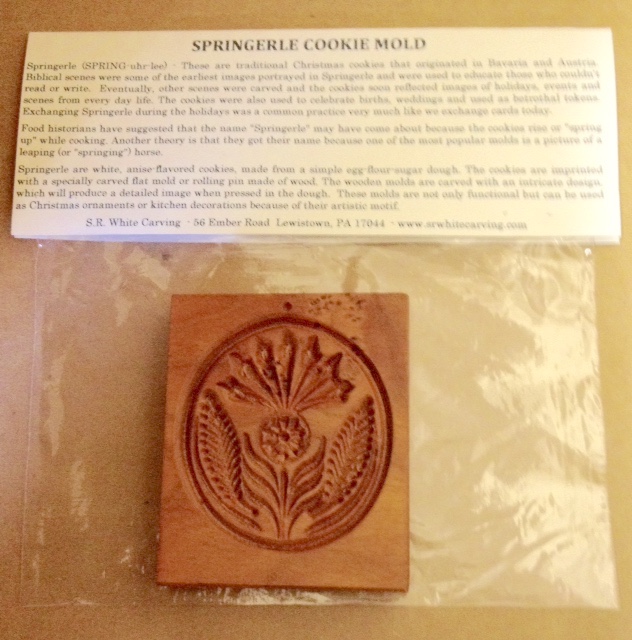 SPRINGERLE COOKIE MOLD
Springerle (SPRING-uhr-lee) - These are traditional Christmas cookies that originated in Bavaria and Austria.
Biblical scenes were some of the earliest images portrayed in Springerle and were used to educate those who couldn't
read or write. Eventually, other scenes were carved and the cookies soon reflected images of holidays, events and
scenes from every day life. The cookies were also used to celebrate births, weddings and used as betrothal tokens.
Exchanging Springerle during the holidays was a common practice very much like we exchange cards today.
Food historians have suggested that the name "Springerle" may have come about because the cookies rise or "spring
up" while cooking. Another theory is that they got their name because one of the most popular molds is a picture of a
leaping (or "springing") horse.
Springerle are white, anise-flavored cookies, made from a simple egg-flour-sugar dough. The cookies are imprinted
with a specially carved flat mold or rolling pin made of wood. The wooden molds are carved with an intricate design,
which will produce a detailed image when pressed in the dough. These molds are not only functional but can be used
as Christmas ornaments or kitchen decorations because of their artistic motif.
S.R. White Carving - 56 Ember Road Lewistown, PA 17044 - www.srwhitecarving.com